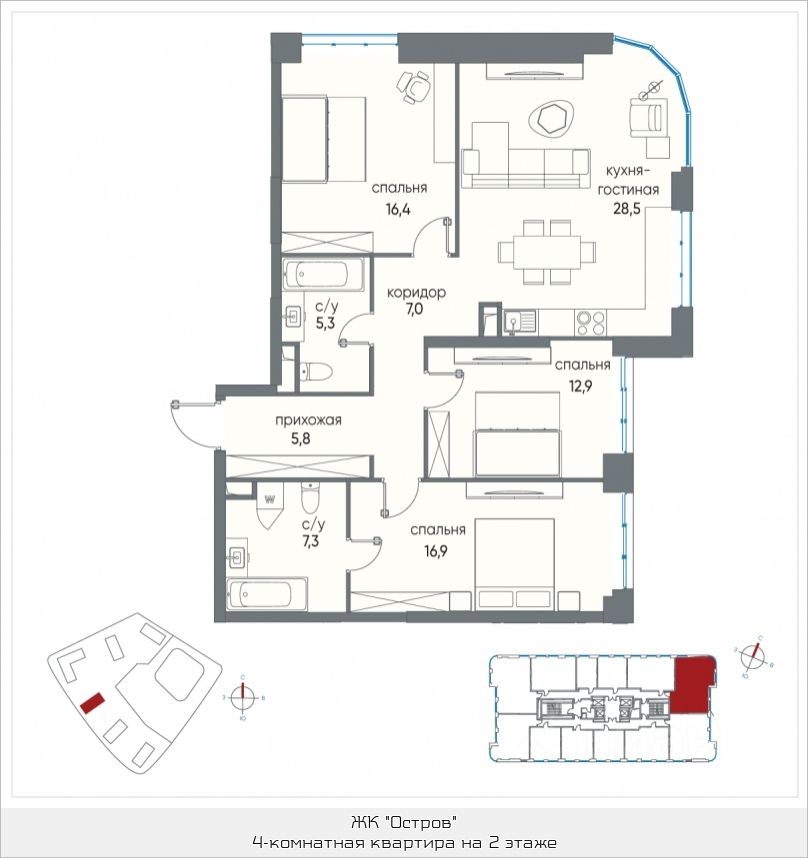 спальня
16,4
кухня-
гостиная
28,5
с/у
5,3
коридор
7,0
спальня
12,9
прихожая
5,8
W
с/у
7,3
спальня
16,9
С
З
В
Ю
С
З
В
Ю
ЖК "Остров"
4-комнатная квартира на 2 этаже